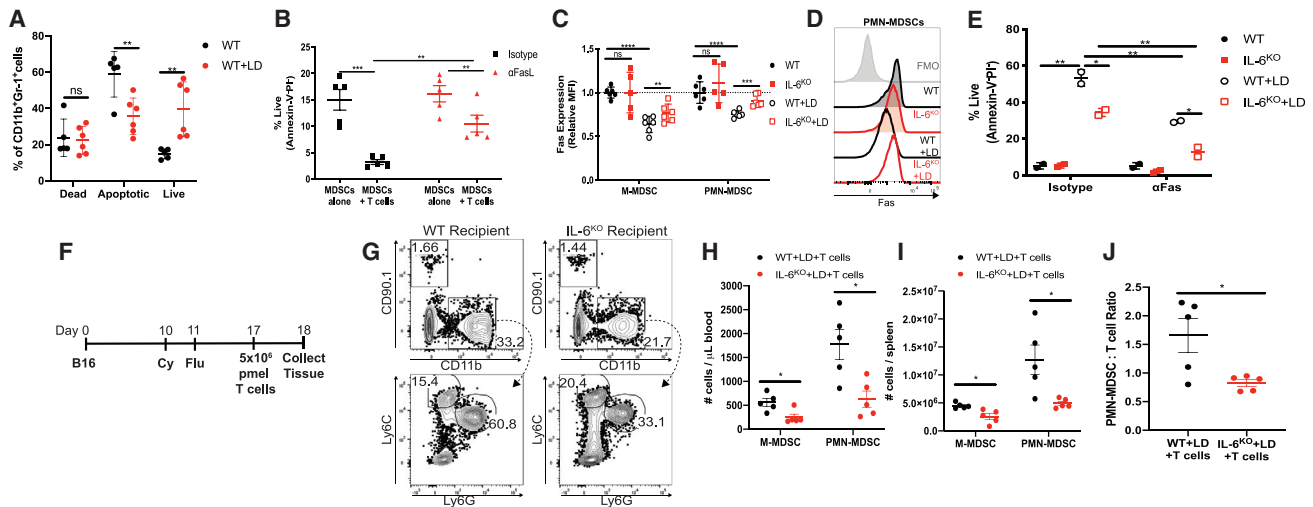 A
% of CD11b⁺Gr-1⁺cells
80
60
40
20
0
ns
**
**
Dead
Apoptotic
Live
WT
WT+LD
B
% Live
(Annexin-V⁻PI⁻)
25
20
15
10
5
0
***
**
**
MDSCs alone
MDSCs + T cells
MDSCs alone
MDSCs + T cells
Isotype
αFasL
C
Fas Expression
(Relative MFI)
2.0
1.5
1.0
0.5
0.0
****
ns
**
****
ns
***
M-MDSC
PMN-MDSC
WT
IL-6ᴷᴼ
WT+LD
IL-6ᴷᴼ+LD
D
PMN-MDSCs
FMO
WT
IL-6ᴷᴼ
WT
+LD
IL-6ᴷᴼ
+LD
Fas
E
% Live
(Annexin-V⁻PI⁻)
80
60
40
20
0
**
**
**
*
*
Isotype
αFas
WT
IL-6ᴷᴼ
WT+LD
IL-6ᴷᴼ+LD
F
Day 0
10
11
17
18
B16
Cy
Flu
5x10⁶
pmel
T cells
Collect
Tissue
G
WT Recipient
IL-6ᴷᴼ Recipient
1.66
1.44
CD90.1
CD90.1
33.2
21.7
CD11b
CD11b
15.4
20.4
60.8
33.1
Ly6C
Ly6C
Ly6G
Ly6G
H
WT+LD+T cells
IL-6ᴷᴼ+LD+T cells
# cells / μL blood
3000
2500
2000
1500
1000
500
0
*
*
M-MDSC
PMN-MDSC
I
WT+LD+T cells
IL-6ᴷᴼ+LD+T cells
# cells / spleen
2.5×10⁷
2.0×10⁷
1.5×10⁷
1.0×10⁷
5.0×10⁶
0
*
*
M-MDSC
PMN-MDSC
J
PMN-MDSC : T cell Ratio
3
2
1
0
*
WT+LD
+T cells
IL-6ᴷᴼ+LD
+T cells